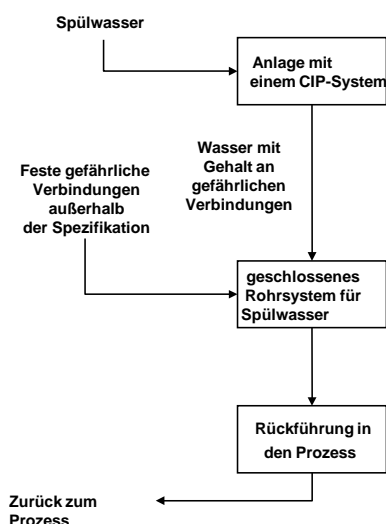 Spülwasser
Anlage mit
einem CIP-System
Wasser mit
Gehalt an
gefährlichen
Verbindungen
Feste gefährliche
Verbindungen
außerhalb
der Spezifikation
geschlossenes
Rohrsystem für
Spülwasser
Rückführung in
den Prozess
Zurück zum
Prozess